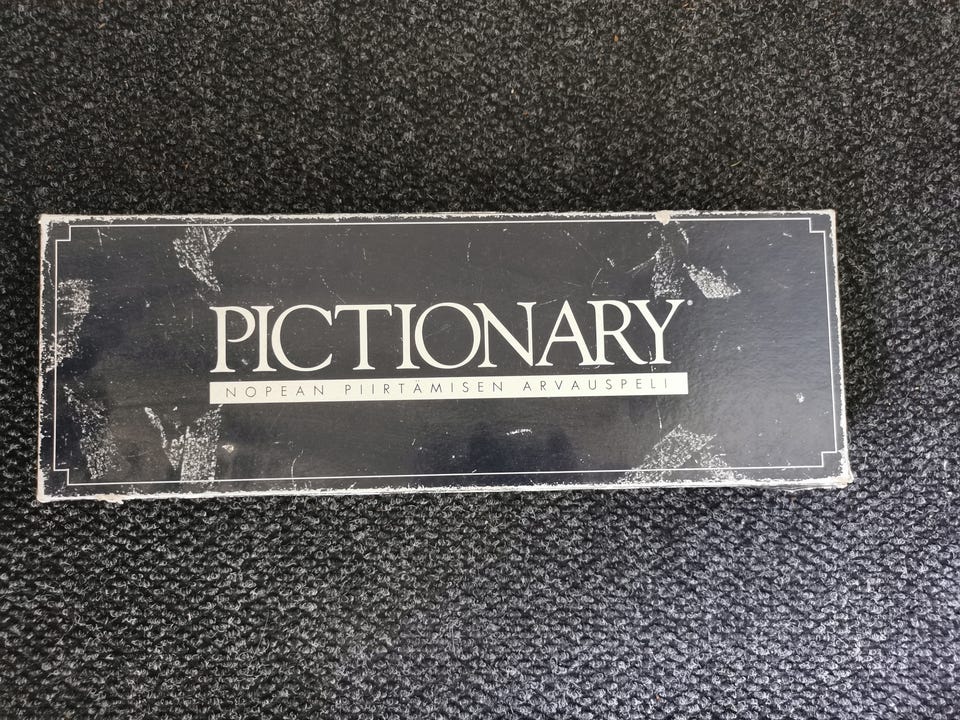 PICTIONARY®
NOPEAN PIIRTÄMISEN ARVAUSPELI